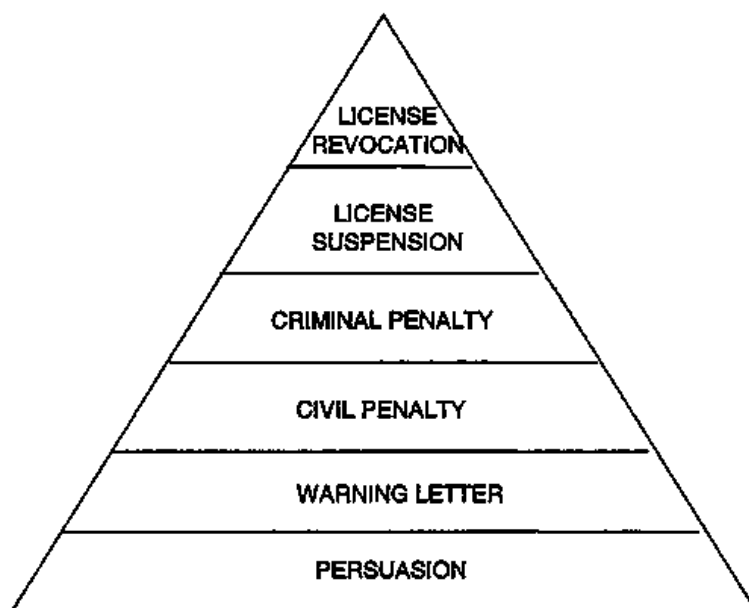 LICENSE
REVOCATION
LICENSE
SUSPENSION
CRIMINAL PENALTY
CIVIL PENALTY
WARNING LETTER
PERSUASION